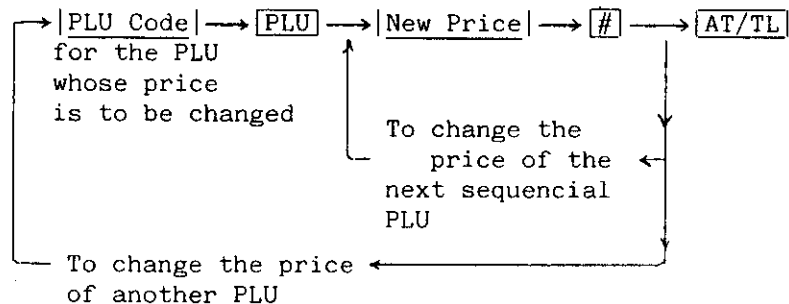 PLU Code PLU New Price # AT/TL
for the PLU
whose price
is to be changed
To change the
price of the
next sequencial
PLU
To change the price
of another PLU